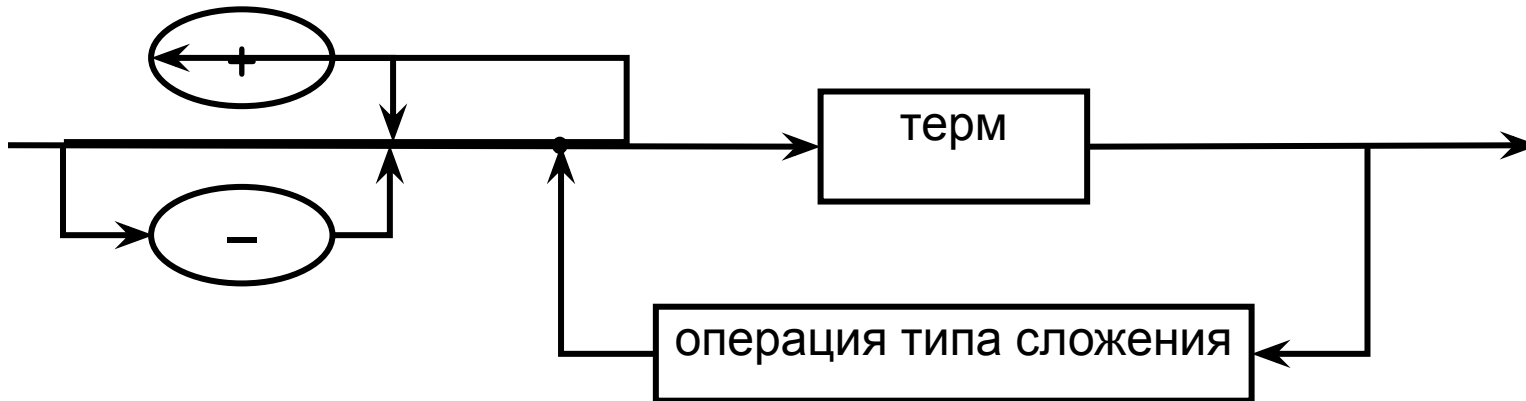 +
терм
–
операция типа сложения